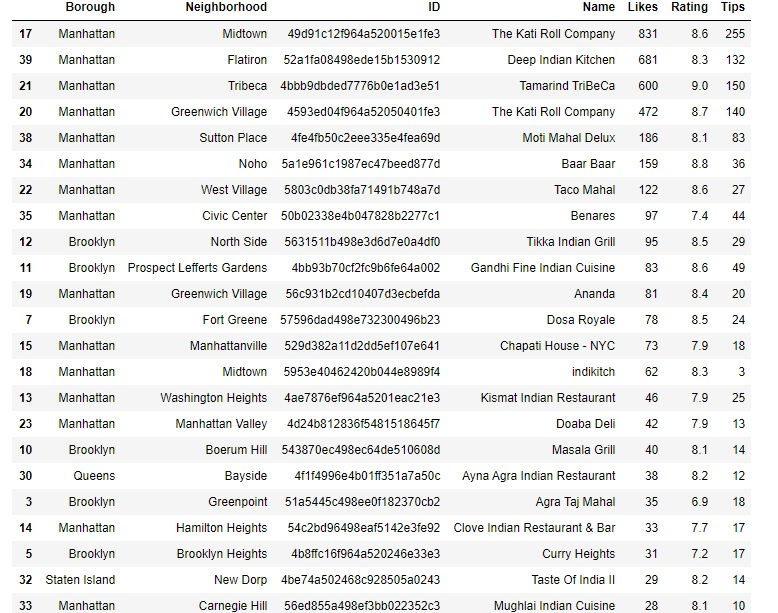 Borough Neighborhood ID Name Likes Rating Tips
17 Manhattan Midtown 49d91c12f964a520015e1fe3 The Kati Roll Company 831 8.6 255
39 Manhattan Flatiron 52a1fa08498ede15b1530912 Deep Indian Kitchen 681 8.3 132
21 Manhattan Tribeca 4bbb9dbded7776b0e1ad3e51 Tamarind TriBeCa 600 9.0 150
20 Manhattan Greenwich Village 4593ed04f964a52050401fe3 The Kati Roll Company 472 8.7 140
38 Manhattan Sutton Place 4fe4fb50c2eee335e4fea69d Moti Mahal Delux 186 8.1 83
34 Manhattan Noho 5a1e961c1987ec47beed877d Baar Baar 159 8.8 36
22 Manhattan West Village 5803c0db38fa71491b748a7d Taco Mahal 122 8.6 27
35 Manhattan Civic Center 50b02338e4b047828b2277c1 Benares 97 7.4 44
12 Brooklyn North Side 5631511b498e3d6d7e0a4df0 Tikka Indian Grill 95 8.5 29
11 Brooklyn Prospect Lefferts Gardens 4bb93b70cf2fc9b6fe64a002 Gandhi Fine Indian Cuisine 83 8.6 49
19 Manhattan Greenwich Village 56c931b2cd10407d3ecbefda Ananda 81 8.4 20
7 Brooklyn Fort Greene 57596dad498e732300496b23 Dosa Royale 78 8.5 24
15 Manhattan Manhattanville 529d382a11d2dd5ef107e641 Chapati House - NYC 73 7.9 18
18 Manhattan Midtown 5953e40462420b044e8989f4 indikitch 62 8.3 3
13 Manhattan Washington Heights 4ae7876ef964a5201eac21e3 Kismat Indian Restaurant 46 7.9 25
23 Manhattan Manhattan Valley 4d24b812836f5481518645f7 Doaba Deli 42 7.9 13
10 Brooklyn Boerum Hill 543870ec498ec64de510608d Masala Grill 40 8.1 14
30 Queens Bayside 4f1f4996e4b01ff351a7a50c Ayna Agra Indian Restaurant 38 8.2 12
3 Brooklyn Greenpoint 51a5445c498ee0f182370cb2 Agra Taj Mahal 35 6.9 18
14 Manhattan Hamilton Heights 54c2bd96498eaf5142e3fe92 Clove Indian Restaurant & Bar 33 7.7 17
5 Brooklyn Brooklyn Heights 4b8ffc16f964a520246e33e3 Curry Heights 31 7.2 17
32 Staten Island New Dorp 4be74a502468c928505a0243 Taste Of India II 29 8.2 14
33 Manhattan Carnegie Hill 56ed855a498ef3bb022352c3 Mughlai Indian Cuisine 28 8.1 10